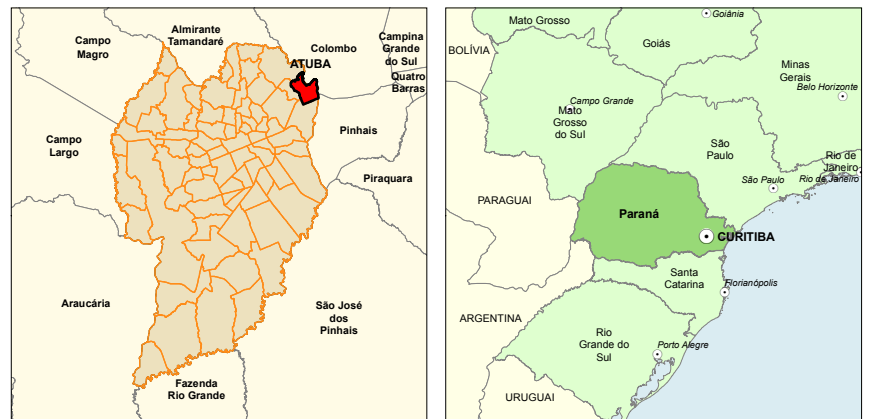 Almirante
Tamandaré
Campo
Magro
Colombo
Campina
Grande
do Sul
ATUBA
Quatro
Barras
Pinhais
Campo
Largo
Piraquara
Araucária
São José
dos
Pinhais
Fazenda
Rio Grande
Mato Grosso
Goiânia
Goiás
BOLÍVIA
Minas
Gerais
Belo Horizonte
Campo Grande
Mato
Grosso
do Sul
São
Paulo
Rio de
Janeiro
São Paulo
Rio de Janeiro
PARAGUAI
Paraná
CURITIBA
Santa
Catarina
Florianópolis
ARGENTINA
Rio
Grande do
Sul
Porto Alegre
URUGUAI